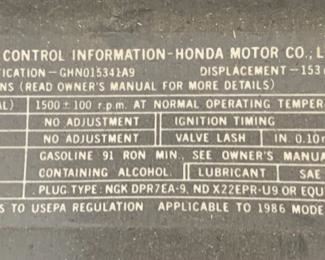 CONTROL INFORMATION-HONDA MOTOR CO., L
ICATION-GHN015341A9 DISPLACEMENT-153
NS (READ OWNER'S MANUAL FOR MORE DETAILS)
AL) 1500±100 r.p.m. AT NORMAL OPERATING TEMPER
NO ADJUSTMENT IGNITION TIMING
NO ADJUSTMENT VALVE LASH IN. 0.10
GASOLINE 91 RON MIN., SEE OWNER'S MANUA
CONTAINING ALCOHOL. LUBRICANT SAE
PLUG TYPE: NGK DPR7EA-9, ND X22EPR-U9 OR EQU
S TO USEPA REGULATION APPLICABLE TO 1986 MODE